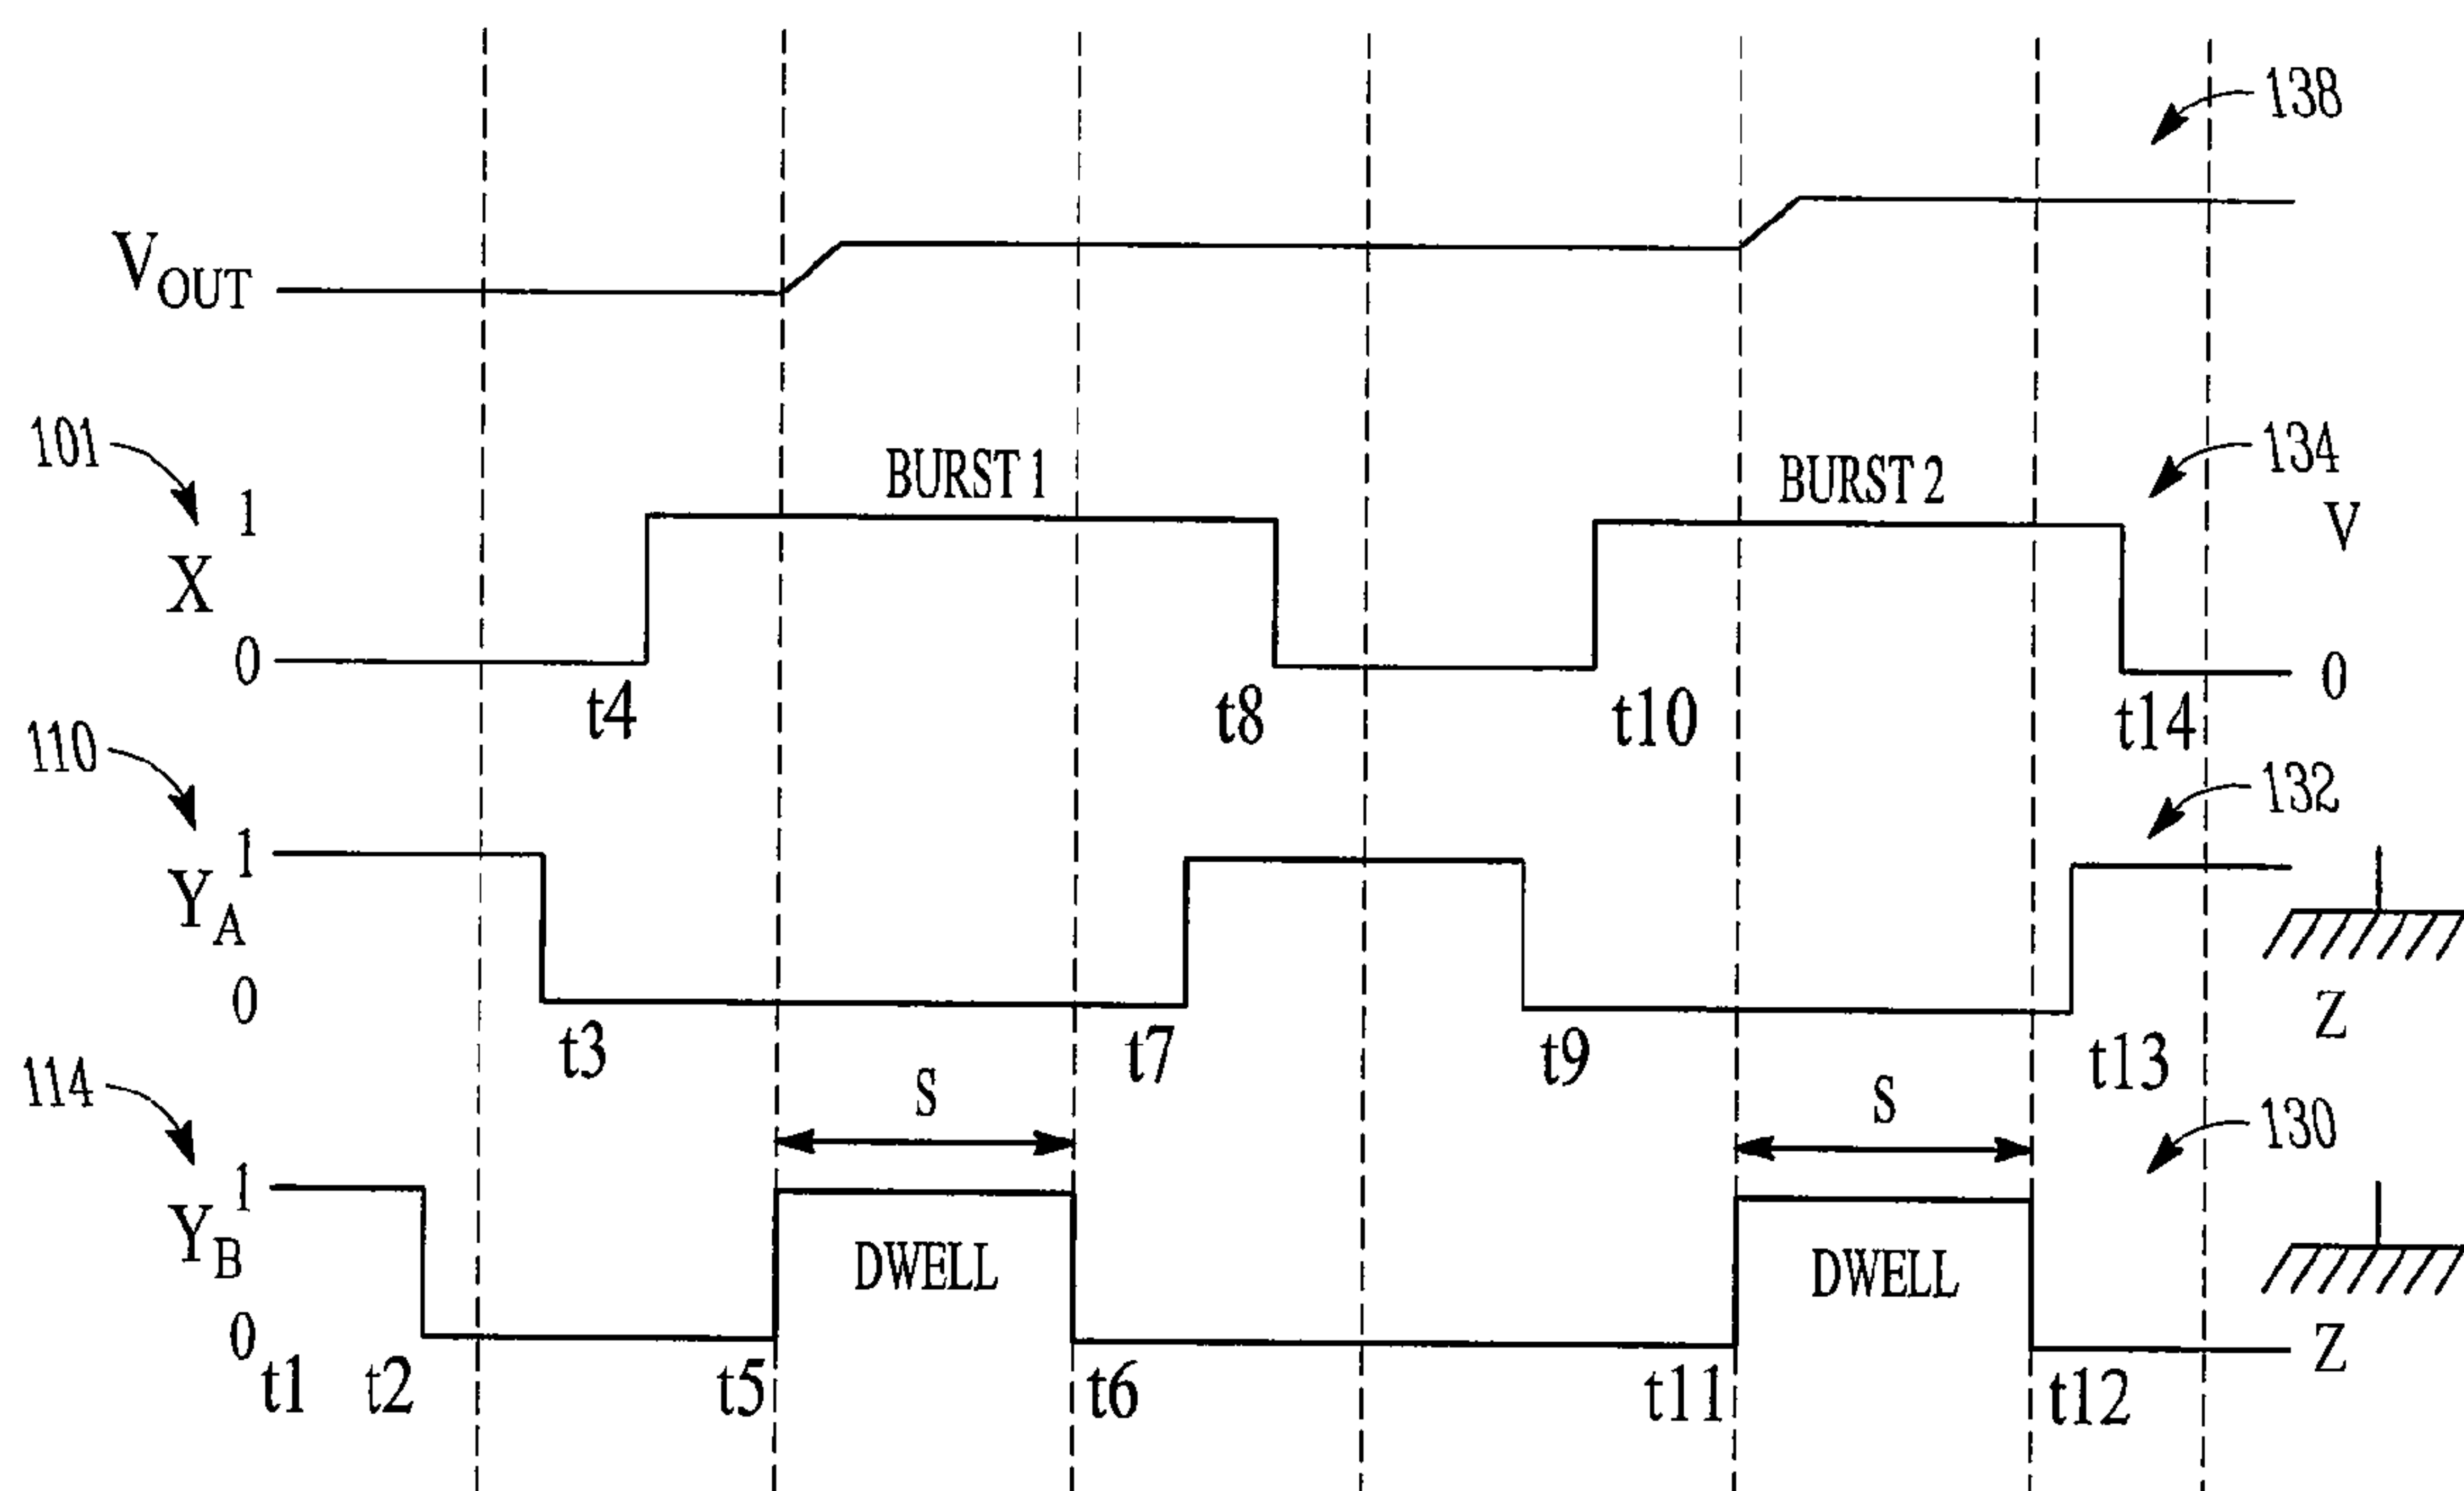 138
V_OUT
101
BURST 1
BURST 2
134
1
V
X
0
0
t4
t8
t10
t14
110
132
1
Y_A
0
Z
t3
t7
t9
t13
114
S
S
130
1
Y_B
DWELL
DWELL
0
Z
t1
t2
t5
t6
t11
t12